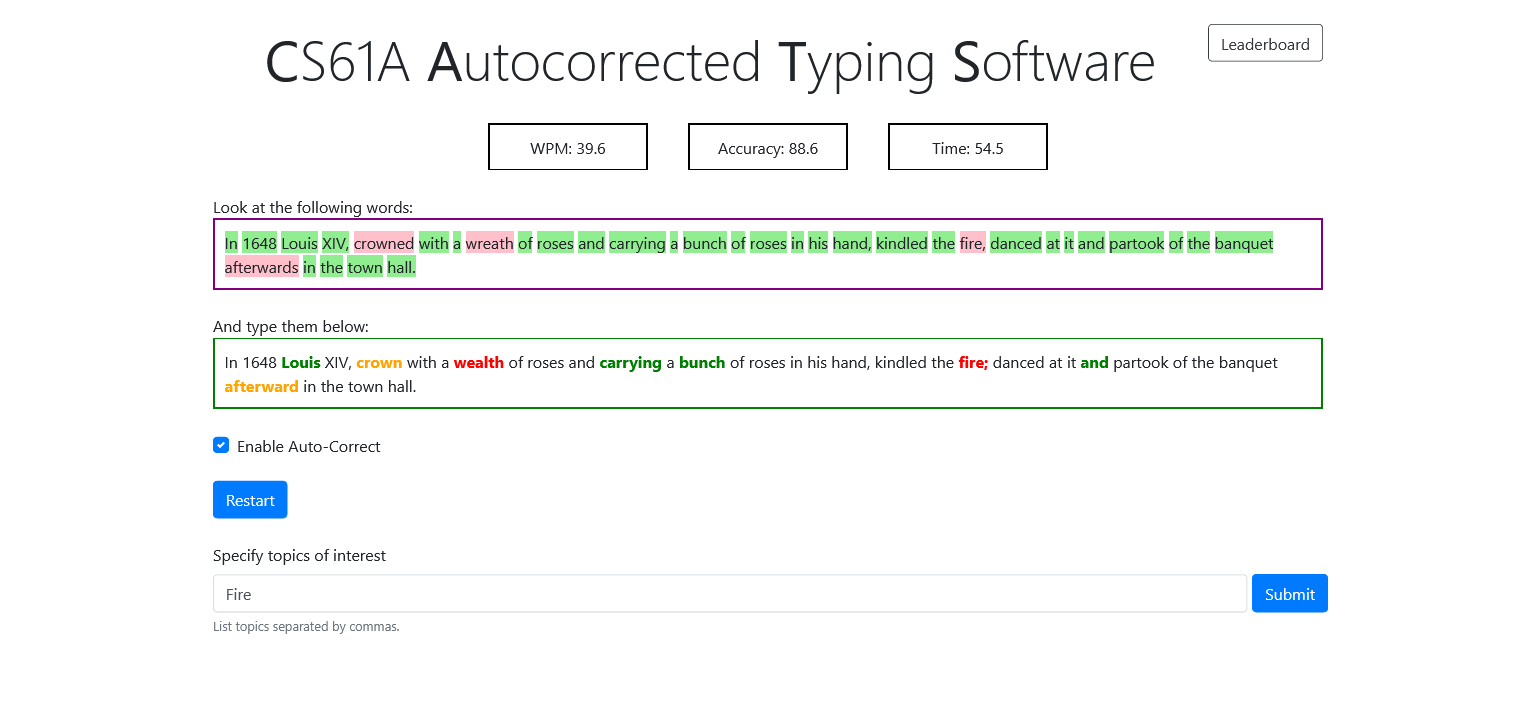 CS61A Autocorrected Typing Software
Leaderboard
WPM: 39.6
Accuracy: 88.6
Time: 54.5
Look at the following words:
In 1648 Louis XIV, crowned with a wreath of roses and carrying a bunch of roses in his hand, kindled the fire, danced at it and partook of the banquet
afterwards in the town hall.
And type them below:
In 1648 Louis XIV, crown with a wealth of roses and carrying a bunch of roses in his hand, kindled the fire; danced at it and partook of the banquet
afterward in the town hall.
Enable Auto-Correct
Restart
Specify topics of interest
Fire
Submit
List topics separated by commas.